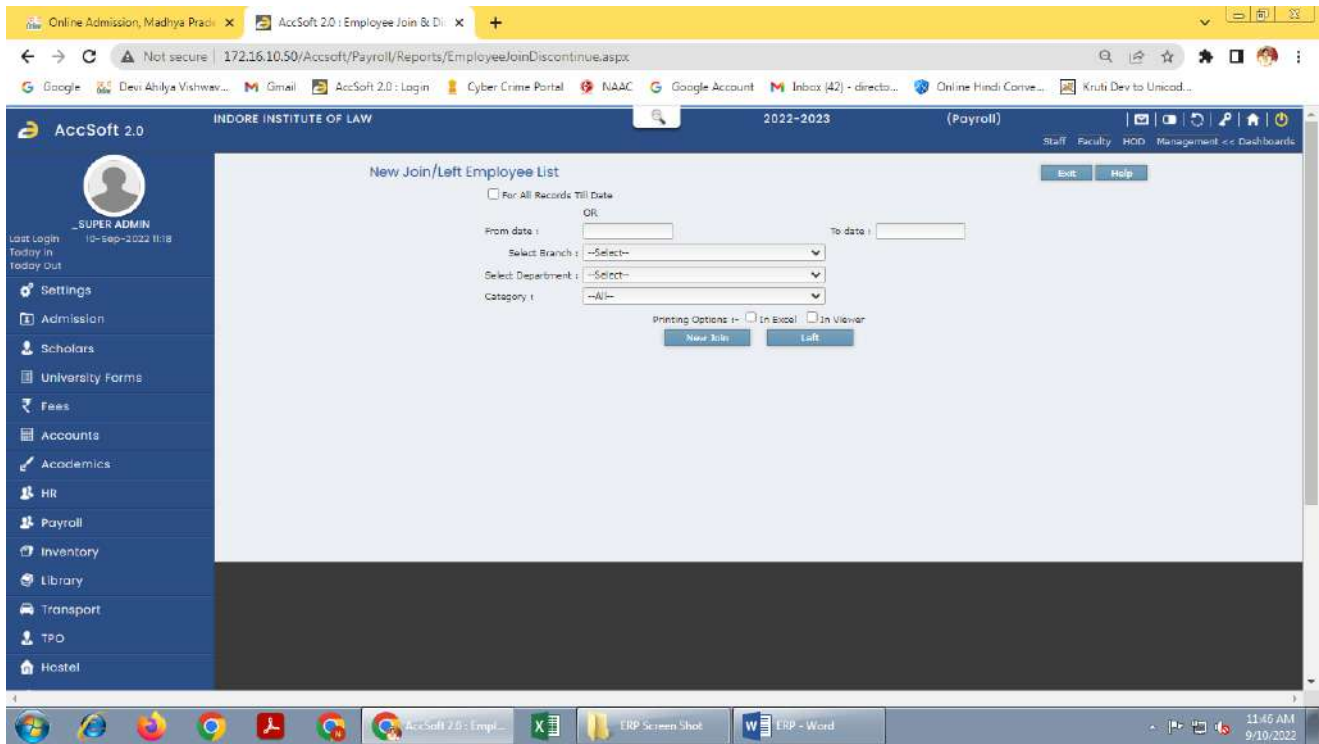 Online Admission, Madhya Prad
AccSoft 2.0 : Employee Join & Di
Not secure | 172.16.10.50/Accsoft/Payroll/Reports/EmployeeJoinDiscontinue.aspx
Google Devi Ahilya Vishwav... Gmail AccSoft 2.0 : Login Cyber Crime Portal NAAC Google Account Inbox (42) - directo... Online Hindi Conve... Kruti Dev to Unicod...
AccSoft 2.0
INDORE INSTITUTE OF LAW 2022-2023 (Payroll)
Staff Faculty HOD Management << Dashboards
New Join/Left Employee List
Exit Help
For All Records Till Date
OR
From date : To date :
Select Branch : --Select--
Select Department : --Select--
Category : --All--
Printing Options :- In Excel In Viewer
New Join Left
_SUPER ADMIN
Last Login 10-Sep-2022 11:18
Today In
Today Out
Settings
Admission
Scholars
University Forms
Fees
Accounts
Academics
HR
Payroll
Inventory
Library
Transport
TPO
Hostel
AccSoft 2.0 : Empl...
ERP Screen Shot
ERP - Word
11:46 AM
9/10/2022